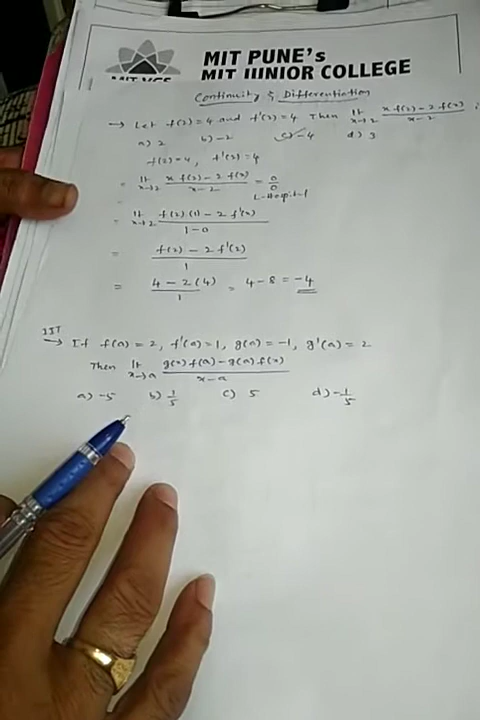 MIT PUNE's
MIT JUNIOR COLLEGE
Continuity & Differentiation
→ Let f(2)=4 and f'(2)=4 Then lt x→2 (x f(2) − 2 f(x))/(x−2)
a) 2 b) −2 c) −4 d) 3
f(2)=4, f'(2)=4
= lt x→2 (x f(2) − 2 f(x))/(x−2) = 0/0
L-Hospital
= lt x→2 (f(2)(1) − 2 f'(x))/(1−0)
= (f(2) − 2 f'(2))/1
= (4 − 2(4))/1 = 4−8 = −4
IIT
→ If f(a) = 2, f'(a) = 1, g(a) = −1, g'(a) = 2
Then lt x→a (g(x) f(a) − g(a) f(x))/(x−a)
a) −5 b) 1/5 c) 5 d) −1/5